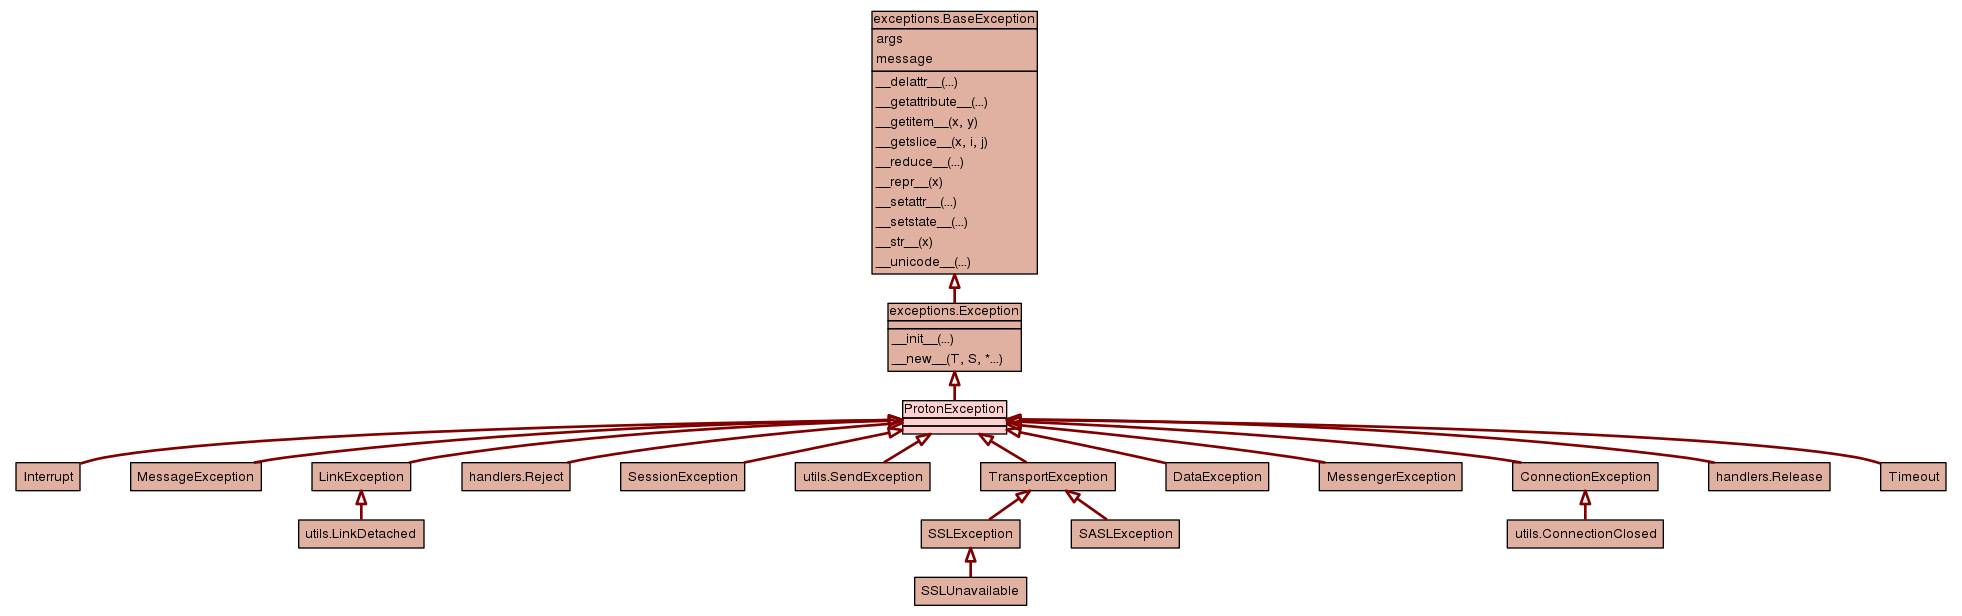 exceptions.BaseException
args
message
__delattr__(...)
__getattribute__(...)
__getitem__(x, y)
__getslice__(x, i, j)
__reduce__(...)
__repr__(x)
__setattr__(...)
__setstate__(...)
__str__(x)
__unicode__(...)
exceptions.Exception
__init__(...)
__new__(T, S, *...)
ProtonException
Interrupt
MessageException
LinkException
handlers.Reject
SessionException
utils.SendException
TransportException
DataException
MessengerException
ConnectionException
handlers.Release
Timeout
utils.LinkDetached
SSLException
SASLException
utils.ConnectionClosed
SSLUnavailable